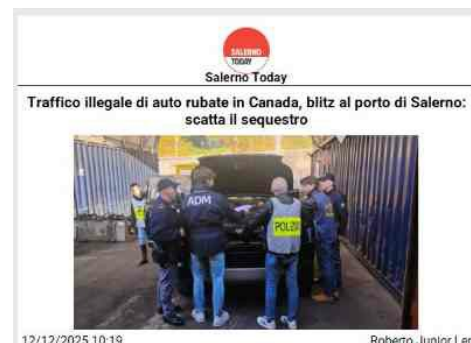 SALERNO
TODAY
Salerno Today
Traffico illegale di auto rubate in Canada, blitz al porto di Salerno:
scatta il sequestro
ADM
POLIZIA
12/12/2025 10:19
Roberto Junior Ler